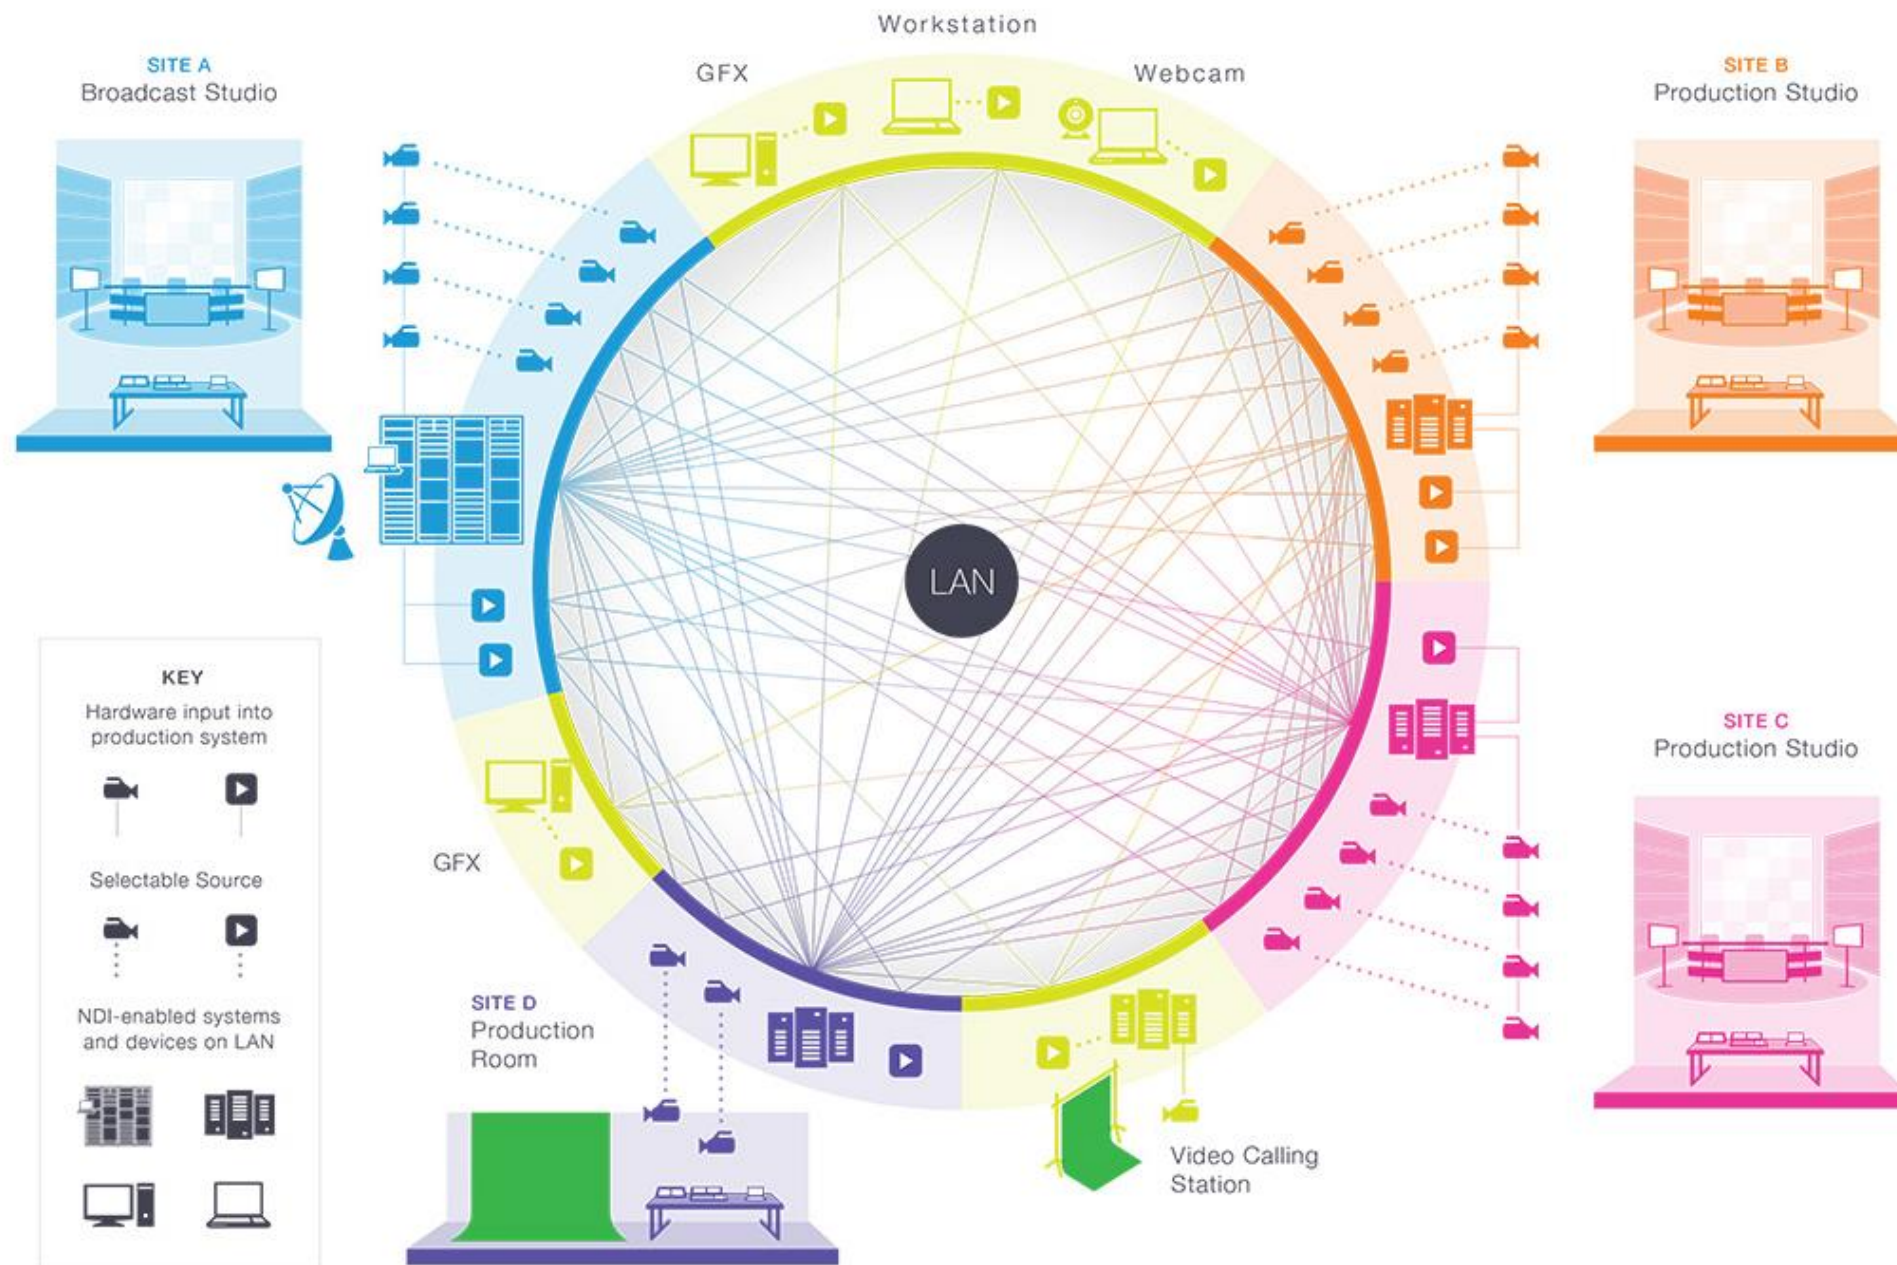 Workstation
GFX
Webcam
SITE A
Broadcast Studio
SITE B
Production Studio
LAN
KEY
Hardware input into
production system
Selectable Source
NDI-enabled systems
and devices on LAN
GFX
SITE C
Production Studio
SITE D
Production
Room
Video Calling
Station